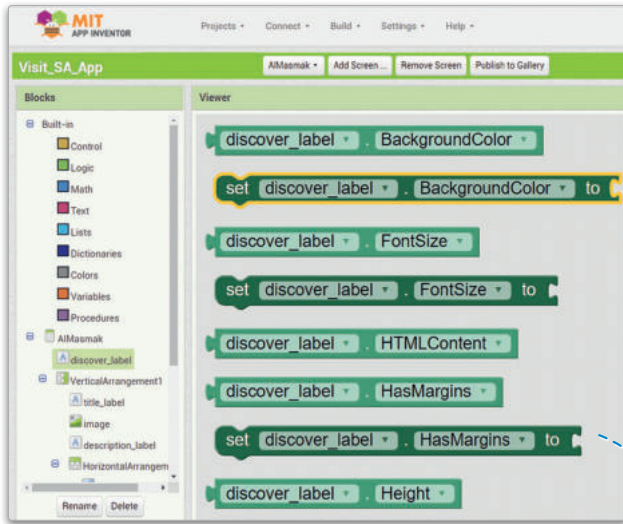 MIT
APP INVENTOR
Projects Connect Build Settings Help
Visit_SA_App
AlMasmak Add Screen ... Remove Screen Publish to Gallery
Blocks
Viewer
Built-in
Control
Logic
Math
Text
Lists
Dictionaries
Colors
Variables
Procedures
AlMasmak
discover_label
VerticalArrangement1
title_label
image
description_label
HorizontalArrangem
Rename Delete
discover_label . BackgroundColor
set discover_label . BackgroundColor to
discover_label . FontSize
set discover_label . FontSize to
discover_label . HTMLContent
discover_label . HasMargins
set discover_label . HasMargins to
discover_label . Height